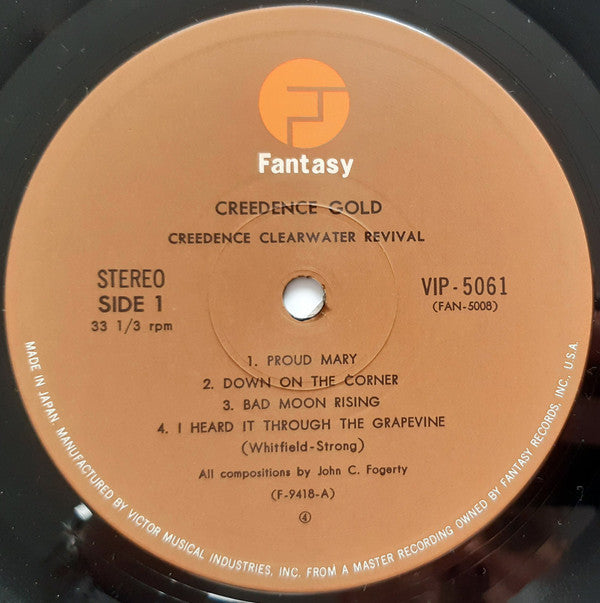 Fantasy
CREEDENCE GOLD
CREEDENCE CLEARWATER REVIVAL
STEREO
SIDE 1
33 1/3 rpm
VIP-5061
(FAN-5008)
1. PROUD MARY
2. DOWN ON THE CORNER
3. BAD MOON RISING
4. I HEARD IT THROUGH THE GRAPEVINE
(Whitfield-Strong)
All compositions by John C. Fogerty
(F-9418-A)
④
MADE IN JAPAN. MANUFACTURED BY VICTOR MUSICAL INDUSTRIES, INC. FROM A MASTER RECORDING OWNED BY FANTASY RECORDS, INC., U.S.A.